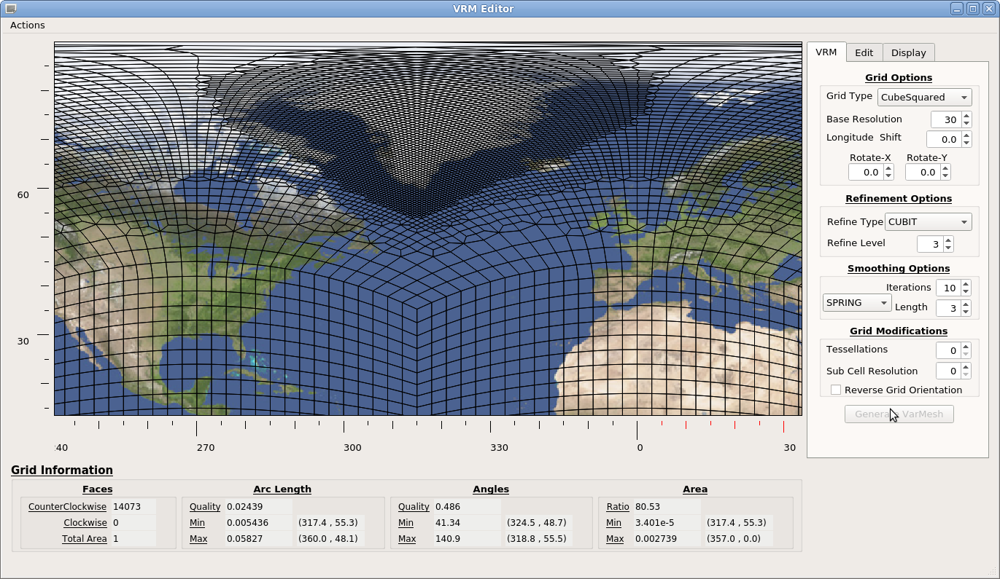 VRM Editor
Actions
60
30
:40 270 300 330 0 30
VRM Edit Display
Grid Options
Grid Type CubeSquared
Base Resolution 30
Longitude Shift 0.0
Rotate-X Rotate-Y
0.0 0.0
Refinement Options
Refine Type CUBIT
Refine Level 3
Smoothing Options
Iterations 10
SPRING Length 3
Grid Modifications
Tessellations 0
Sub Cell Resolution 0
Reverse Grid Orientation
Generate VarMesh
Grid Information
Faces Arc Length Angles Area
CounterClockwise 14073 Quality 0.02439 Quality 0.486 Ratio 80.53
Clockwise 0 Min 0.005436 (317.4 , 55.3) Min 41.34 (324.5 , 48.7) Min 3.401e-5 (317.4 , 55.3)
Total Area 1 Max 0.05827 (360.0 , 48.1) Max 140.9 (318.8 , 55.5) Max 0.002739 (357.0 , 0.0)